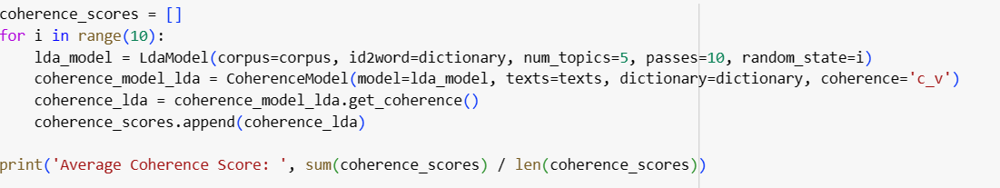 coherence_scores = []
for i in range(10):
    lda_model = LdaModel(corpus=corpus, id2word=dictionary, num_topics=5, passes=10, random_state=i)
    coherence_model_lda = CoherenceModel(model=lda_model, texts=texts, dictionary=dictionary, coherence='c_v')
    coherence_lda = coherence_model_lda.get_coherence()
    coherence_scores.append(coherence_lda)

print('Average Coherence Score: ', sum(coherence_scores) / len(coherence_scores))